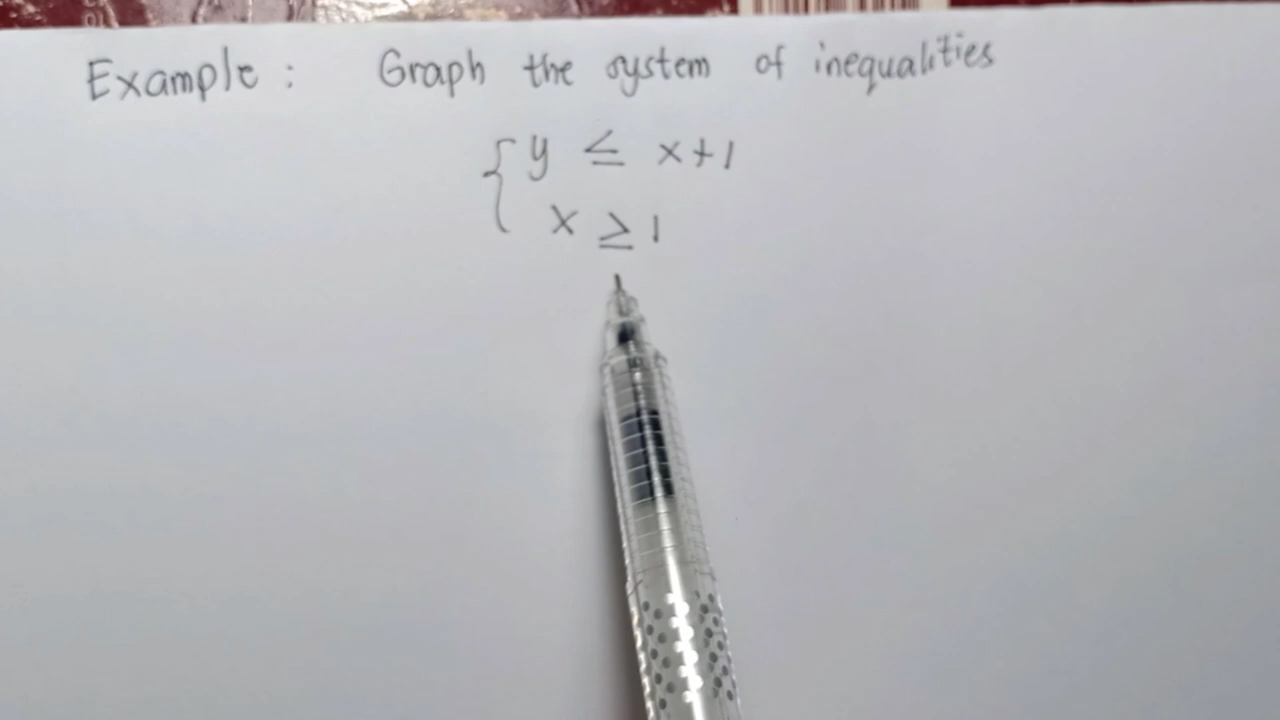 Example : Graph the system of inequalities
{ y ≤ x+1
x ≥ 1